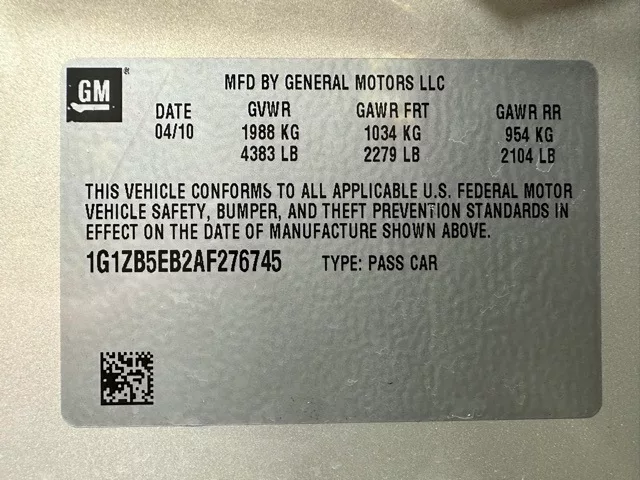 GM®
MFD BY GENERAL MOTORS LLC
DATE GVWR GAWR FRT GAWR RR
04/10 1988 KG 1034 KG 954 KG
4383 LB 2279 LB 2104 LB
THIS VEHICLE CONFORMS TO ALL APPLICABLE U.S. FEDERAL MOTOR
VEHICLE SAFETY, BUMPER, AND THEFT PREVENTION STANDARDS IN
EFFECT ON THE DATE OF MANUFACTURE SHOWN ABOVE.
1G1ZB5EB2AF276745 TYPE: PASS CAR